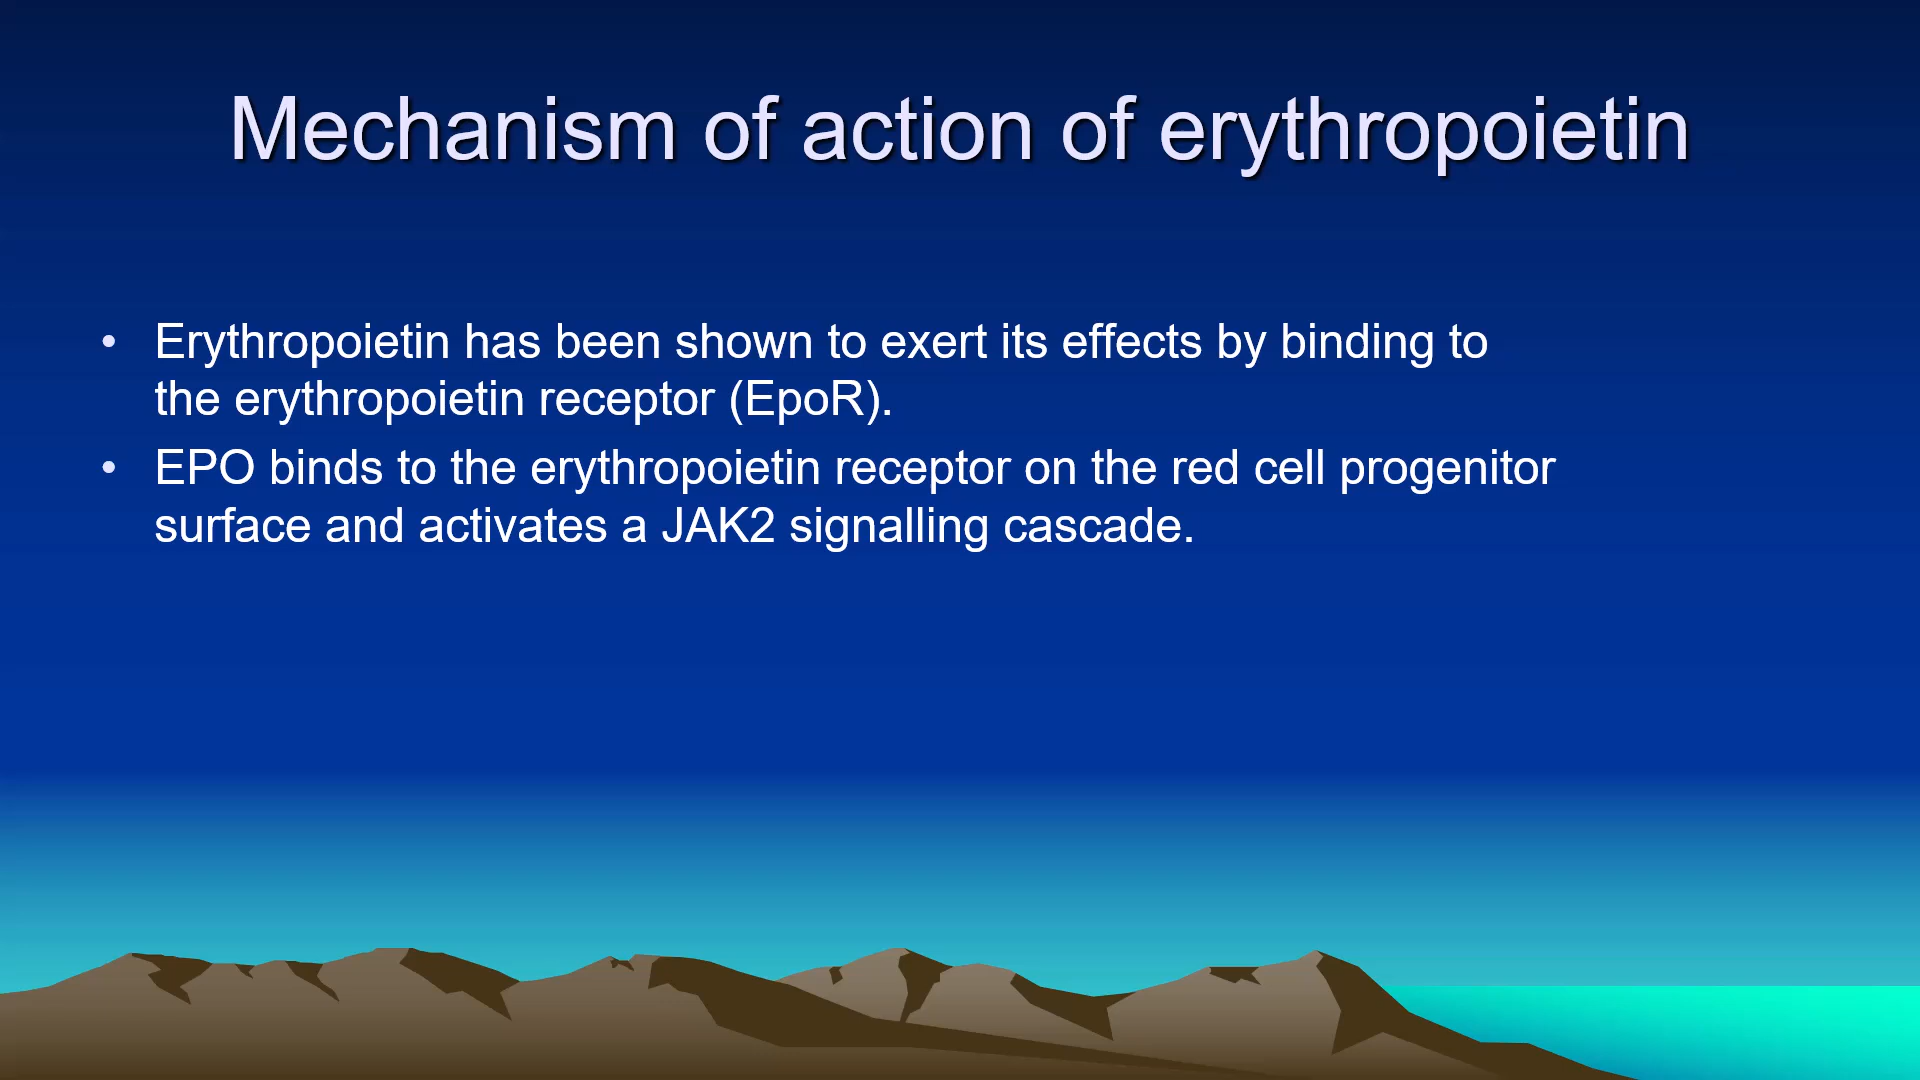 Mechanism of action of erythropoietin
• Erythropoietin has been shown to exert its effects by binding to
the erythropoietin receptor (EpoR).
• EPO binds to the erythropoietin receptor on the red cell progenitor
surface and activates a JAK2 signalling cascade.